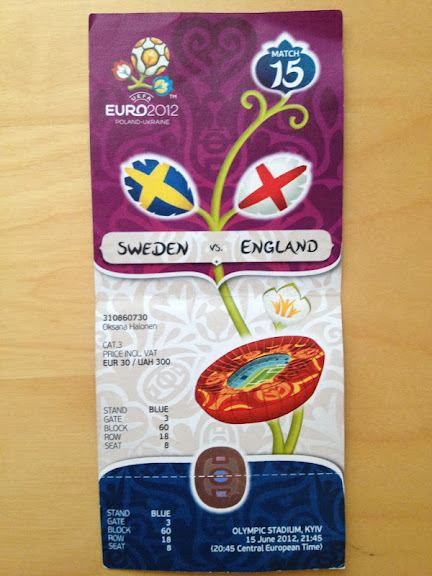 MATCH
15
UEFA
EURO2012
TM
POLAND-UKRAINE
SWEDEN VS. ENGLAND
310860730
Oksana Halonen
CAT.3
PRICE INCL. VAT
EUR 30 / UAH 300
STAND BLUE
GATE 3
BLOCK 60
ROW 18
SEAT 8
STAND BLUE
GATE 3
BLOCK 60
ROW 18
SEAT 8
OLYMPIC STADIUM, KYIV
15 June 2012, 21:45
(20:45 Central European Time)